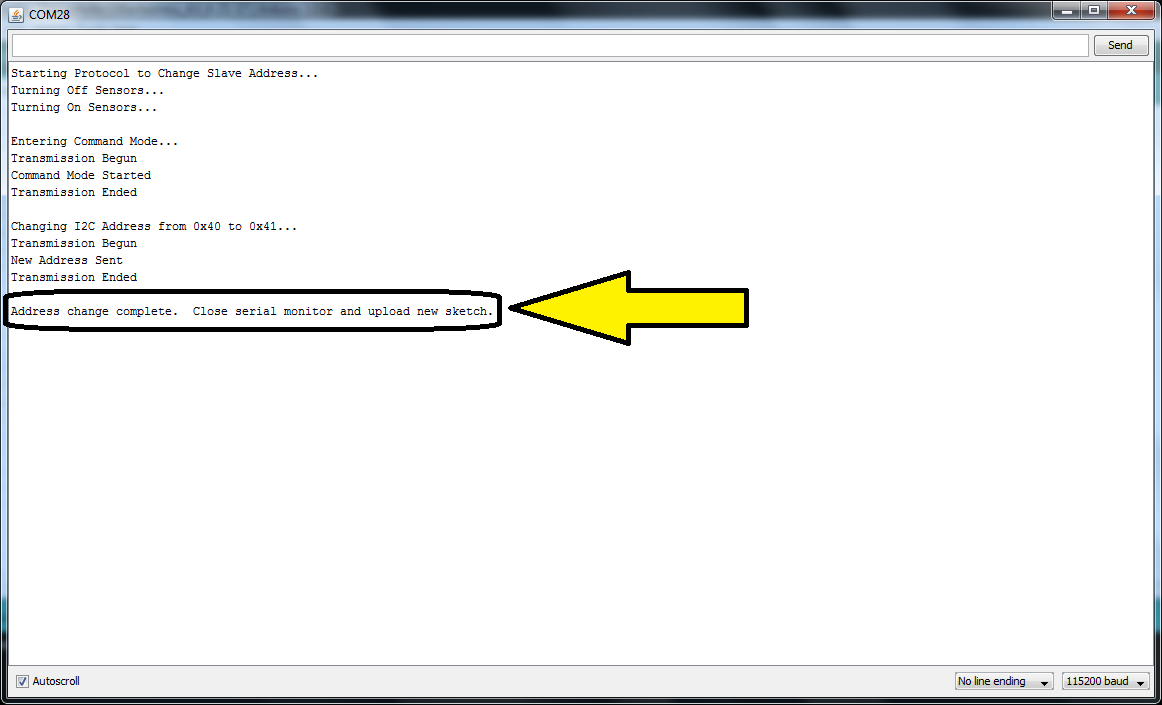 COM28
Send
Starting Protocol to Change Slave Address...
Turning Off Sensors...
Turning On Sensors...
Entering Command Mode...
Transmission Begun
Command Mode Started
Transmission Ended
Changing I2C Address from 0x40 to 0x41...
Transmission Begun
New Address Sent
Transmission Ended
Address change complete.  Close serial monitor and upload new sketch.
Autoscroll
No line ending
115200 baud